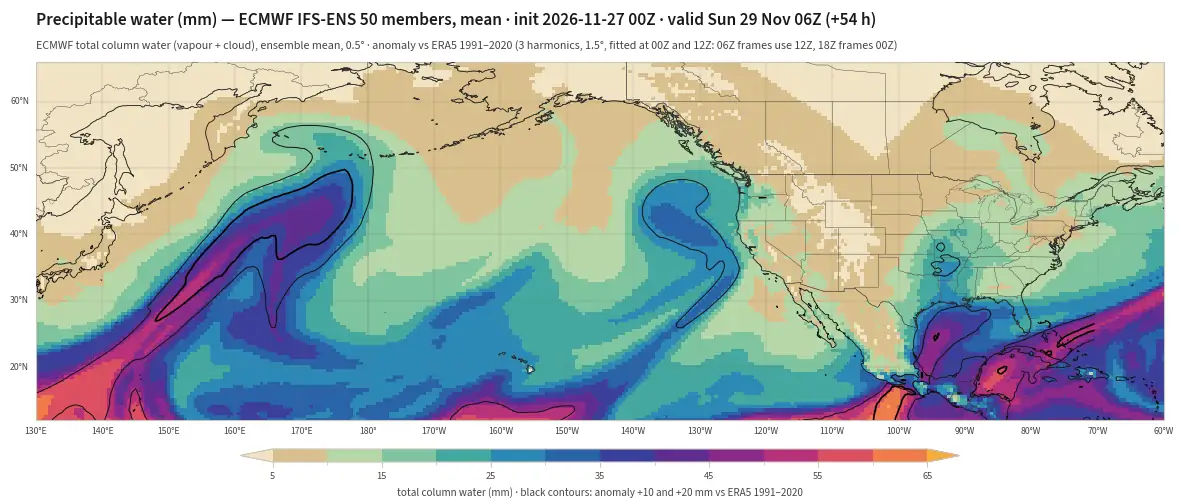 Precipitable water (mm) — ECMWF IFS-ENS 50 members, mean · init 2026-11-27 00Z · valid Sun 29 Nov 06Z (+54 h)
ECMWF total column water (vapour + cloud), ensemble mean, 0.5° · anomaly vs ERA5 1991–2020 (3 harmonics, 1.5°, fitted at 00Z and 12Z: 06Z frames use 12Z, 18Z frames 00Z)
60°N
50°N
40°N
30°N
20°N
130°E 140°E 150°E 160°E 170°E 180° 170°W 160°W 150°W 140°W 130°W 120°W 110°W 100°W 90°W 80°W 70°W 60°W
5 15 25 35 45 55 65
total column water (mm) · black contours: anomaly +10 and +20 mm vs ERA5 1991–2020